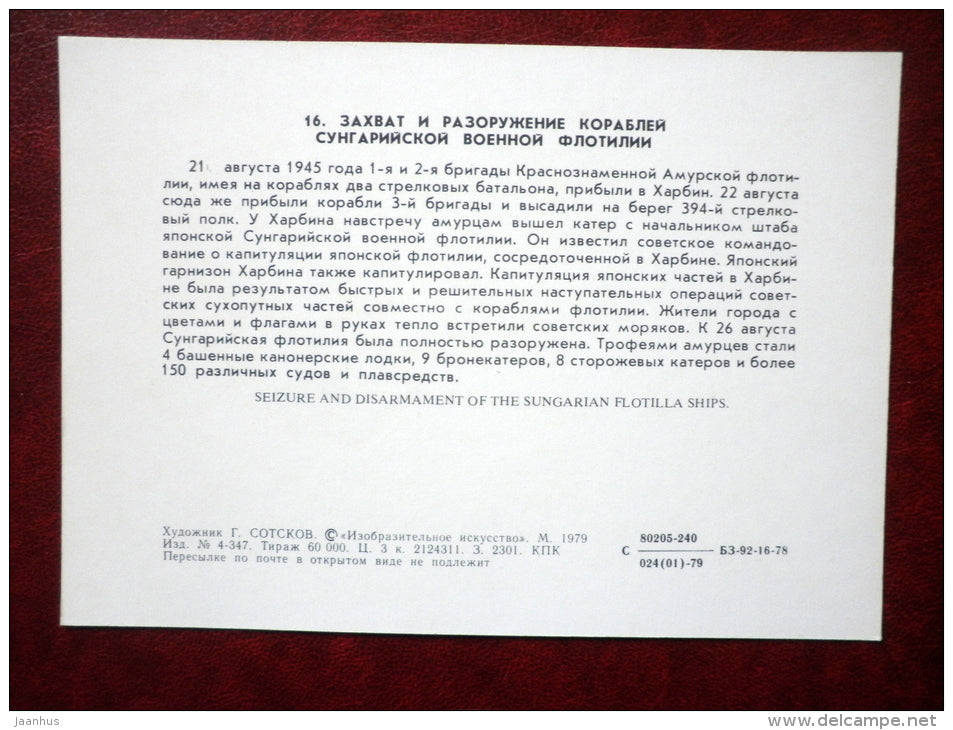 16. ЗАХВАТ И РАЗОРУЖЕНИЕ КОРАБЛЕЙ
СУНГАРИЙСКОЙ ВОЕННОЙ ФЛОТИЛИИ
21 августа 1945 года 1-я и 2-я бригады Краснознаменной Амурской флоти-
лии, имея на кораблях два стрелковых батальона, прибыли в Харбин. 22 августа
сюда же прибыли корабли 3-й бригады и высадили на берег 394-й стрелко-
вый полк. У Харбина навстречу амурцам вышел катер с начальником штаба
японской Сунгарийской военной флотилии. Он известил советское командо-
вание о капитуляции японской флотилии, сосредоточенной в Харбине. Японский
гарнизон Харбина также капитулировал. Капитуляция японских частей в Харби-
не была результатом быстрых и решительных наступательных операций совет-
ских сухопутных частей совместно с кораблями флотилии. Жители города с
цветами и флагами в руках тепло встретили советских моряков. К 26 августа
Сунгарийская флотилия была полностью разоружена. Трофеями амурцев стали
4 башенные канонерские лодки, 9 бронекатеров, 8 сторожевых катеров и более
150 различных судов и плавсредств.
SEIZURE AND DISARMAMENT OF THE SUNGARIAN FLOTILLA SHIPS.
Художник Г. СОТСКОВ. © «Изобразительное искусство». М. 1979
Изд. № 4-347. Тираж 60 000. Ц. 3 к. 2124311. З. 2301. КПК
Пересылке по почте в открытом виде не подлежит
80205-240
С БЗ-92-16-78
024(01)-79
jaanhus
www.delcampe.net